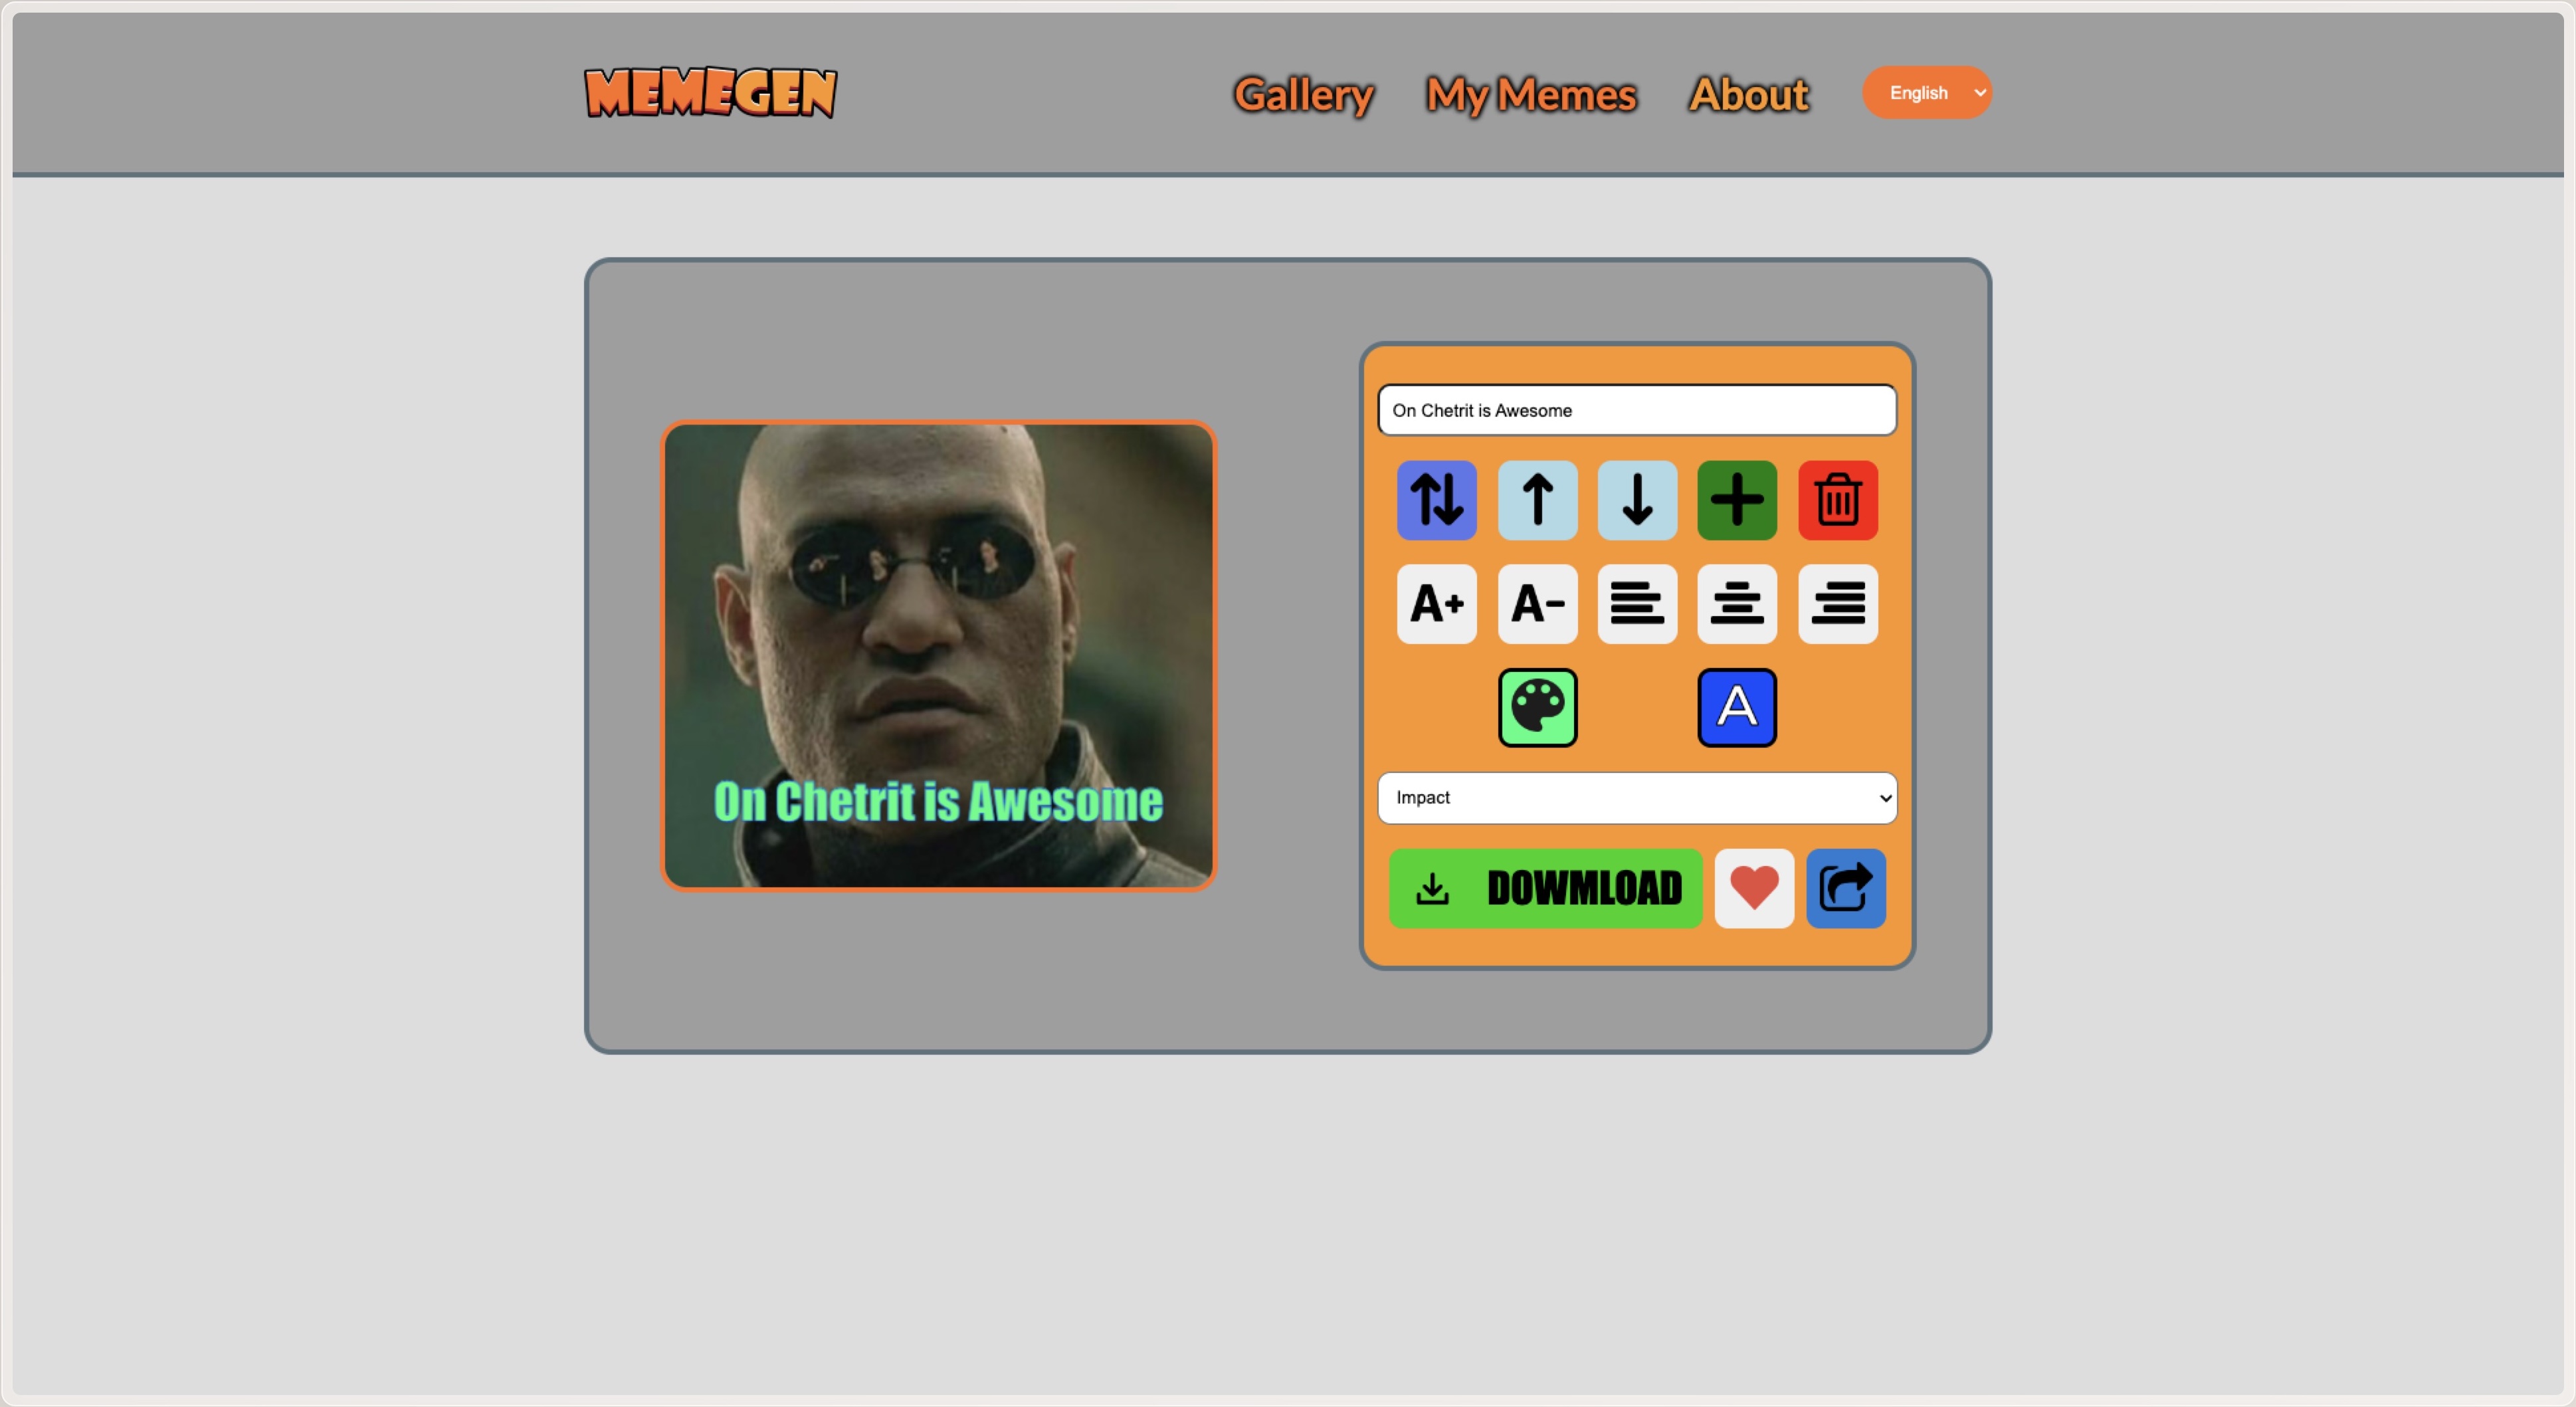 MEMEGEN
Gallery My Memes About English
On Chetrit is Awesome
A+ A-
A
On Chetrit is Awesome
Impact
DOWMLOAD